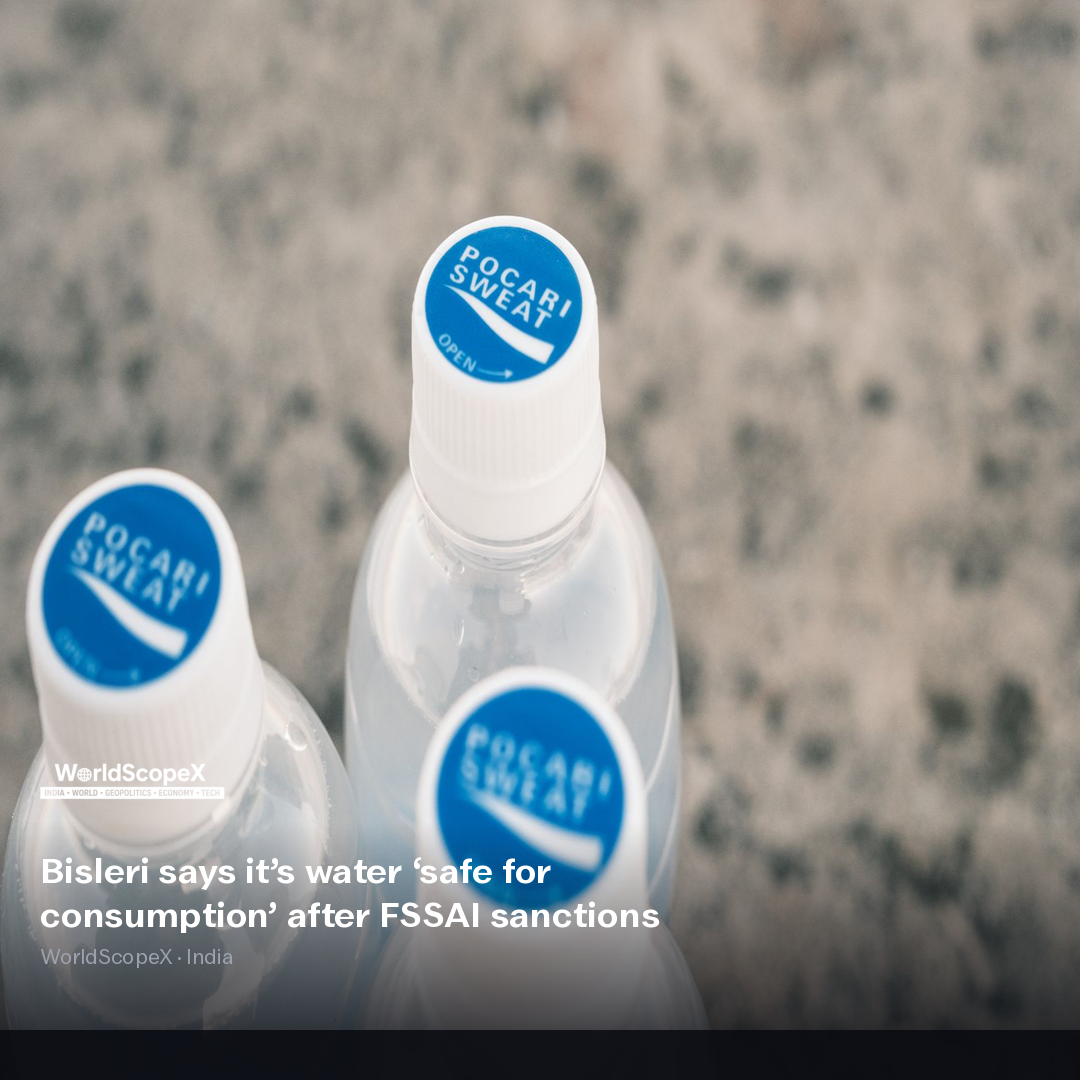 POCARI
SWEAT
OPEN
POCARI
SWEAT
OPEN
POCARI
SWEAT
WorldScopeX
INDIA • WORLD • GEOPOLITICS • ECONOMY • TECH
Bisleri says it’s water ‘safe for
consumption’ after FSSAI sanctions
WorldScopeX · India